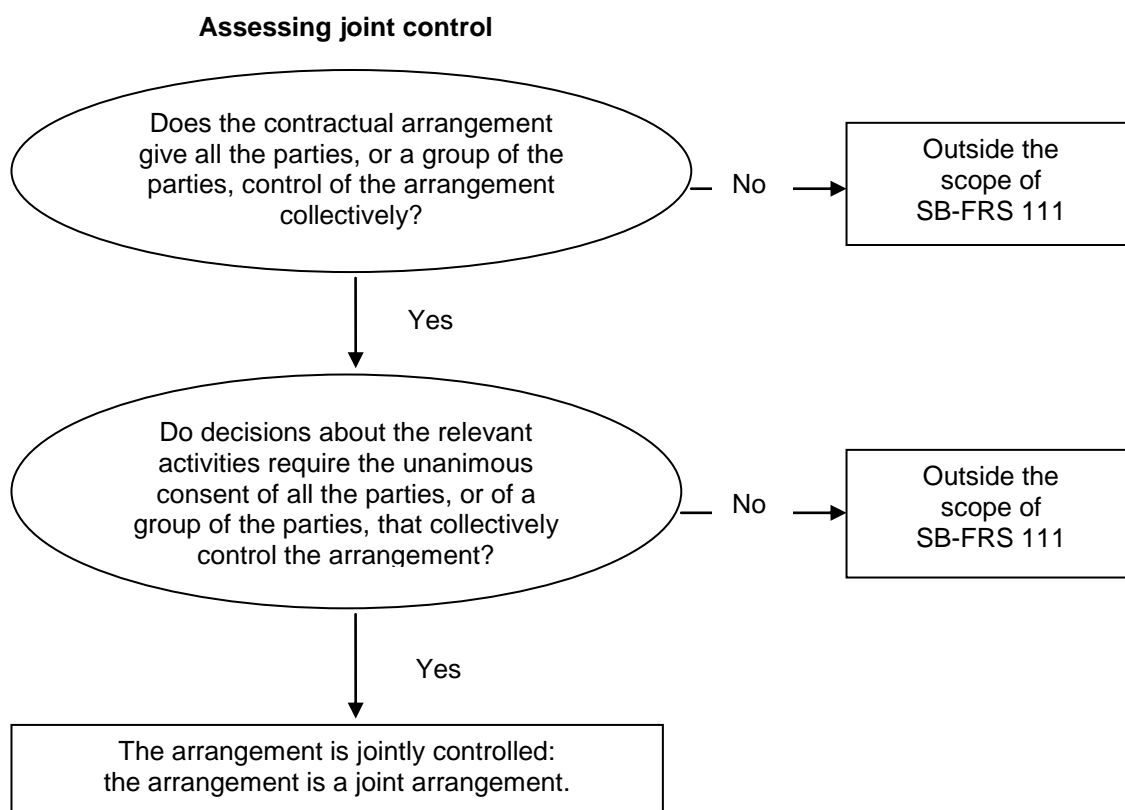 Assessing joint control
Does the contractual arrangement
give all the parties, or a group of the
parties, control of the arrangement
collectively?
No
Outside the
scope of
SB-FRS 111
Yes
Do decisions about the relevant
activities require the unanimous
consent of all the parties, or of a
group of the parties, that collectively
control the arrangement?
No
Outside the
scope of
SB-FRS 111
Yes
The arrangement is jointly controlled:
the arrangement is a joint arrangement.